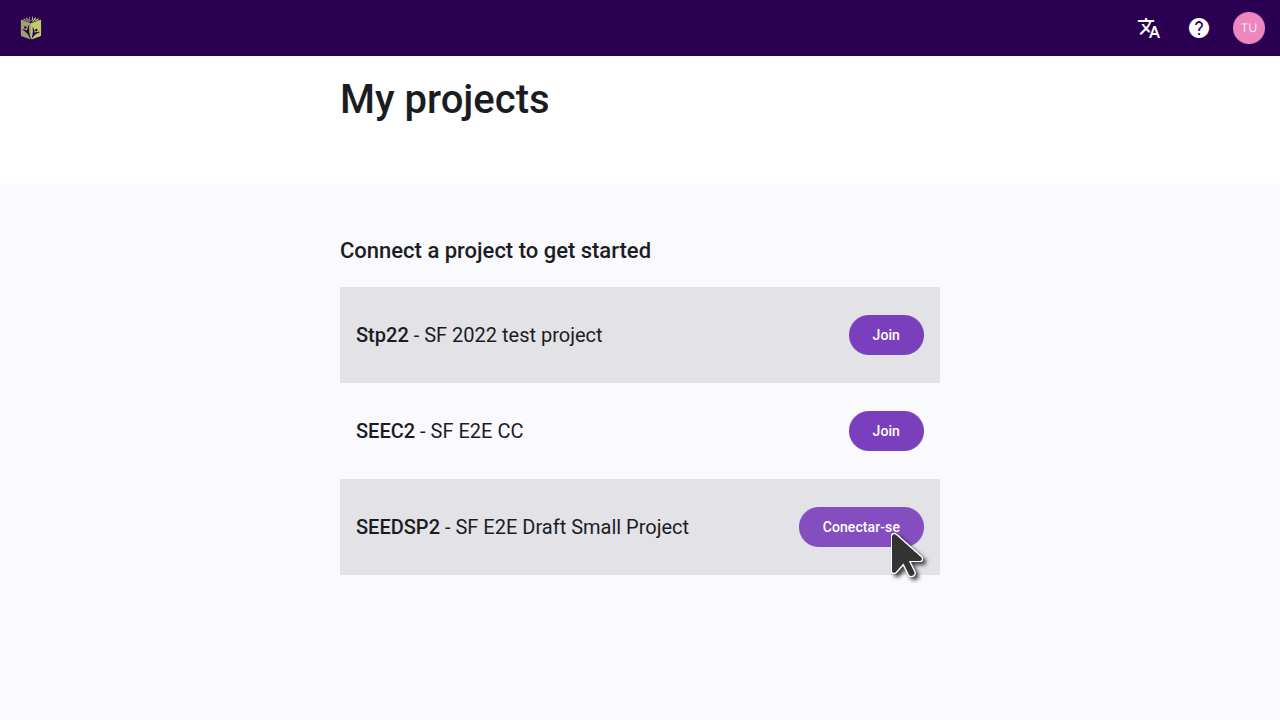 TU
My projects
Connect a project to get started
Stp22 - SF 2022 test project
Join
SEEC2 - SF E2E CC
Join
SEEDSP2 - SF E2E Draft Small Project
Conectar-se